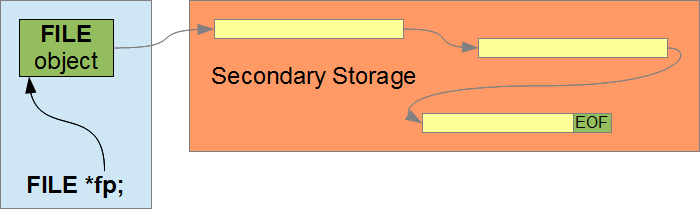 FILE
object
Secondary Storage
EOF
FILE *fp;